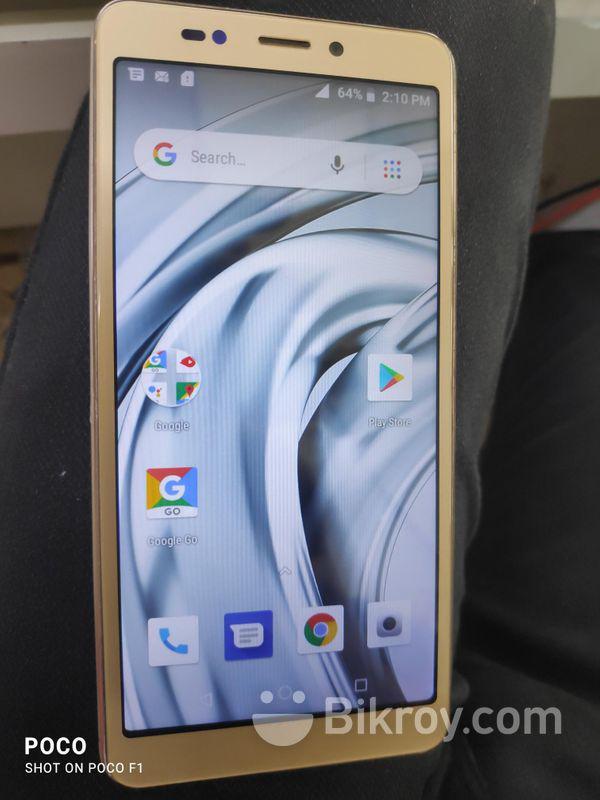 64% 2:10 PM
Search...
GO
Google
Play Store
GO
Google Go
Bikroy.com
POCO
SHOT ON POCO F1